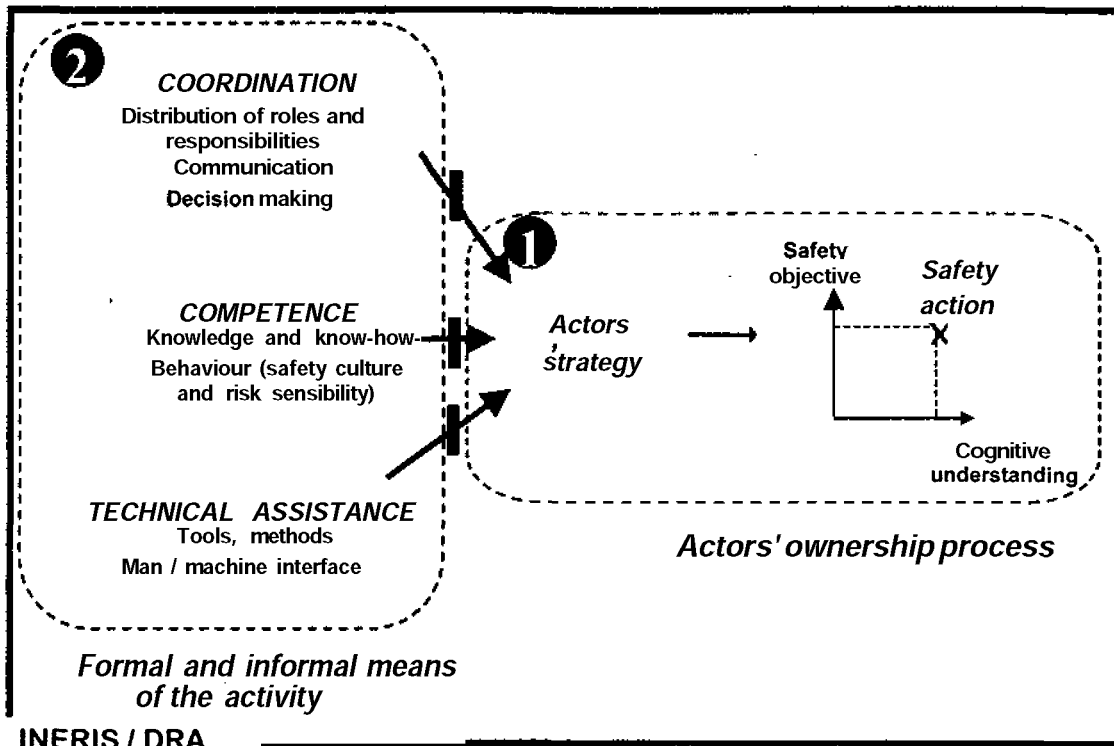 2
COORDINATION
Distribution of roles and
responsibilities
Communication
Decision making
COMPETENCE
Knowledge and know-how
Behaviour (safety culture
and risk sensibility)
TECHNICAL ASSISTANCE
Tools, methods
Man / machine interface
Formal and informal means
of the activity
1
Actors'
strategy
Safety
objective
Safety
action
Cognitive
understanding
Actors' ownership process
INERIS / DRA